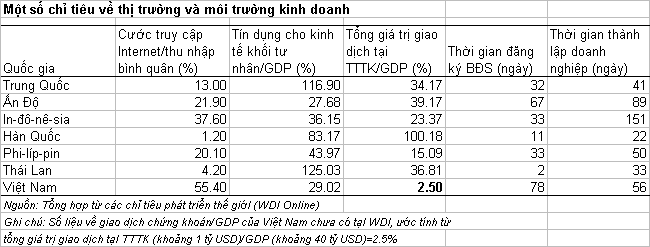 Một số chỉ tiêu về thị trường và môi trường kinh doanh
Quốc gia | Cước truy cập Internet/thu nhập bình quân (%) | Tín dụng cho kinh tế khối tư nhân/GDP (%) | Tổng giá trị giao dịch tại TTTK/GDP (%) | Thời gian đăng ký BĐS (ngày) | Thời gian thành lập doanh nghiệp (ngày)
Trung Quốc 13.00 116.90 34.17 32 41
Ấn Độ 21.90 27.68 39.17 67 89
In-đô-nê-sia 37.60 36.15 23.37 33 151
Hàn Quốc 1.20 83.17 100.18 11 22
Phi-líp-pin 20.10 43.97 15.09 33 50
Thái Lan 4.20 125.03 36.81 2 33
Việt Nam 55.40 29.02 2.50 78 56
Nguồn: Tổng hợp từ các chỉ tiêu phát triển thế giới (WDI Online)
Ghi chú: Số liệu về giao dịch chứng khoán/GDP của Việt Nam chưa có tại WDI, ước tính từ
tổng giá trị giao dịch tại TTTK (khoảng 1 tỷ USD)/GDP (khoảng 40 tỷ USD)=2.5%